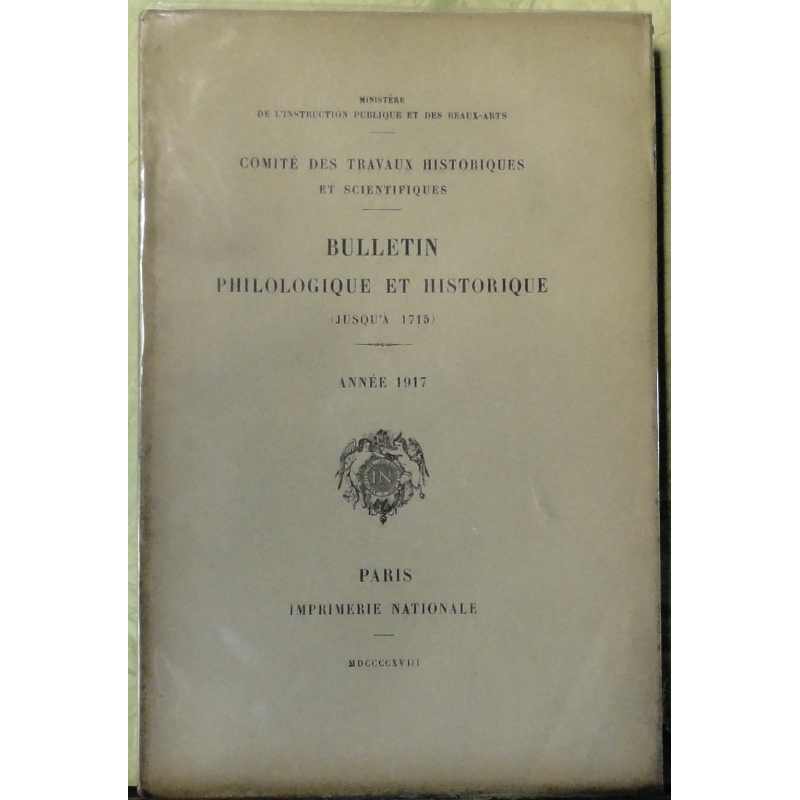 MINISTÈRE
DE L'INSTRUCTION PUBLIQUE ET DES BEAUX-ARTS
COMITÉ DES TRAVAUX HISTORIQUES
ET SCIENTIFIQUES
BULLETIN
PHILOLOGIQUE ET HISTORIQUE
(JUSQU'À 1715)
ANNÉE 1917
IN
PARIS
IMPRIMERIE NATIONALE
MDCCCCXVIII